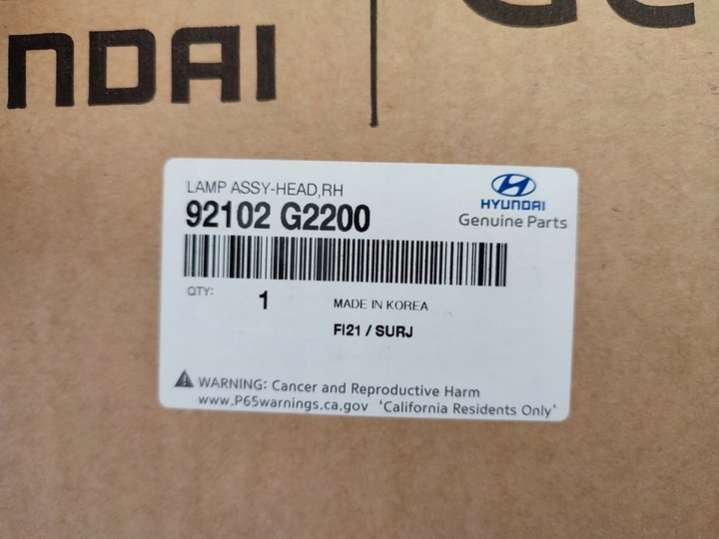 NDAI
LAMP ASSY-HEAD,RH
92102 G2200
HYUNDAI
Genuine Parts
QTY: 1 MADE IN KOREA
FI21 / SURJ
WARNING: Cancer and Reproductive Harm
www.P65warnings.ca.gov 'California Residents Only'